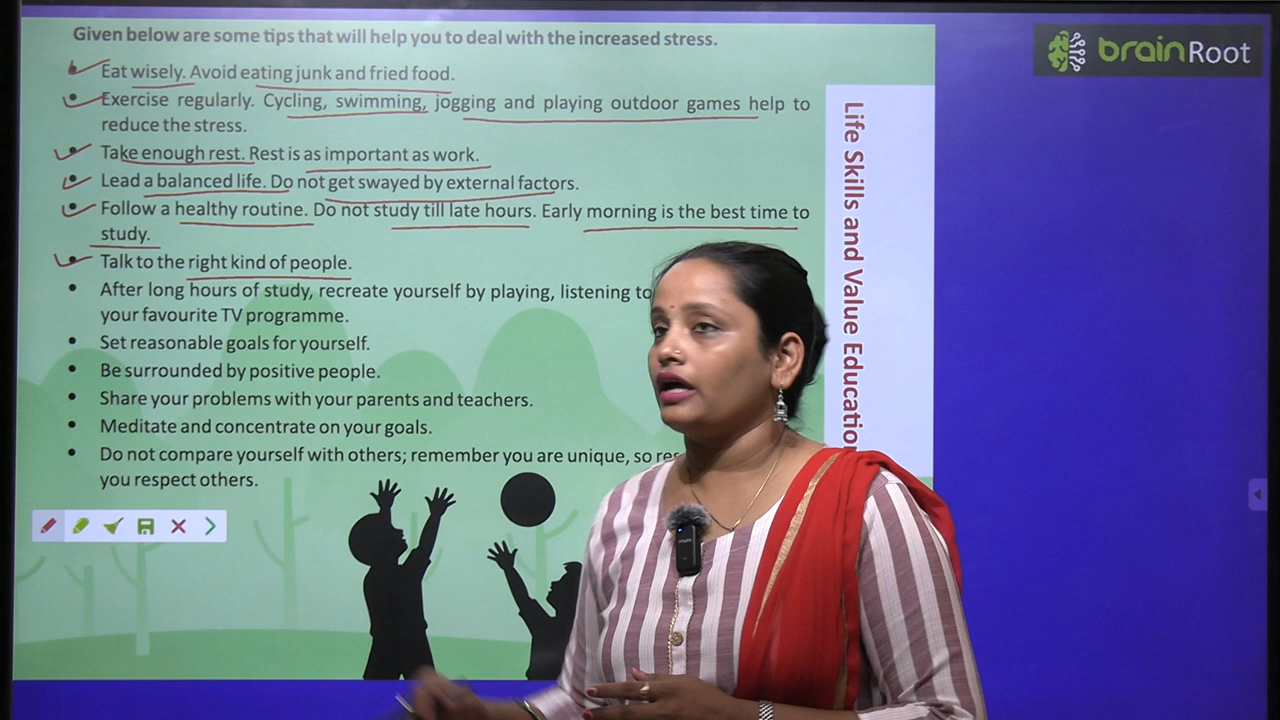 Given below are some tips that will help you to deal with the increased stress.
• Eat wisely. Avoid eating junk and fried food.
• Exercise regularly. Cycling, swimming, jogging and playing outdoor games help to
reduce the stress.
• Take enough rest. Rest is as important as work.
• Lead a balanced life. Do not get swayed by external factors.
• Follow a healthy routine. Do not study till late hours. Early morning is the best time to
study.
• Talk to the right kind of people.
• After long hours of study, recreate yourself by playing, listening to
your favourite TV programme.
• Set reasonable goals for yourself.
• Be surrounded by positive people.
• Share your problems with your parents and teachers.
• Meditate and concentrate on your goals.
• Do not compare yourself with others; remember you are unique, so
you respect others.
Life Skills and Value Education
brainRoot